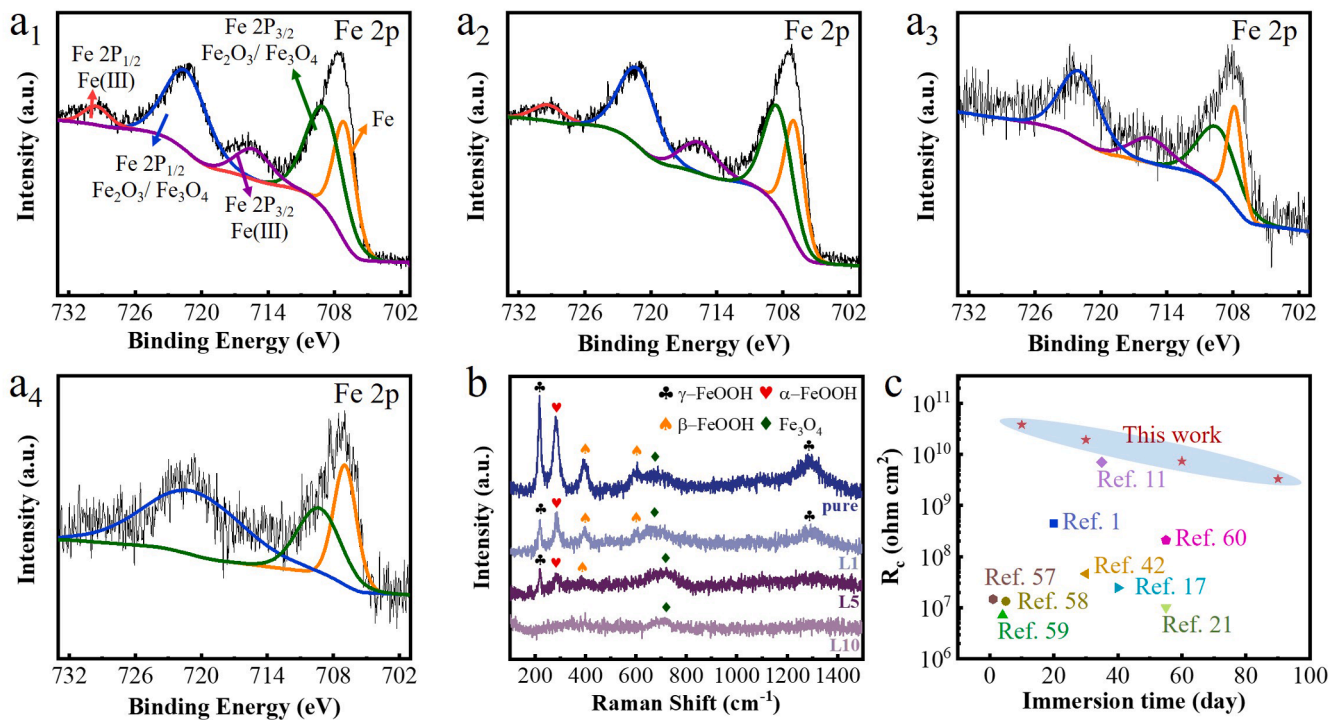 a1
Fe 2p
Fe 2P3/2
Fe2O3/ Fe3O4
Fe 2P1/2
Fe(III)
Fe
Fe 2P1/2
Fe2O3/ Fe3O4
Fe 2P3/2
Fe(III)
Intensity (a.u.)
732 726 720 714 708 702
Binding Energy (eV)
a2
Fe 2p
Intensity (a.u.)
732 726 720 714 708 702
Binding Energy (eV)
a3
Fe 2p
Intensity (a.u.)
732 726 720 714 708 702
Binding Energy (eV)
a4
Fe 2p
Intensity (a.u.)
732 726 720 714 708 702
Binding Energy (eV)
b
♣ γ–FeOOH ♥ α–FeOOH
♠ β–FeOOH ♦ Fe3O4
pure
L1
L5
L10
Intensity (a.u.)
200 400 600 800 1000 1200 1400
Raman Shift (cm-1)
c
10^11
10^10
10^9
10^8
10^7
10^6
Rc (ohm cm2)
This work
Ref. 11
Ref. 1
Ref. 60
Ref. 42
Ref. 57
Ref. 17
Ref. 58
Ref. 59
Ref. 21
0 20 40 60 80 100
Immersion time (day)